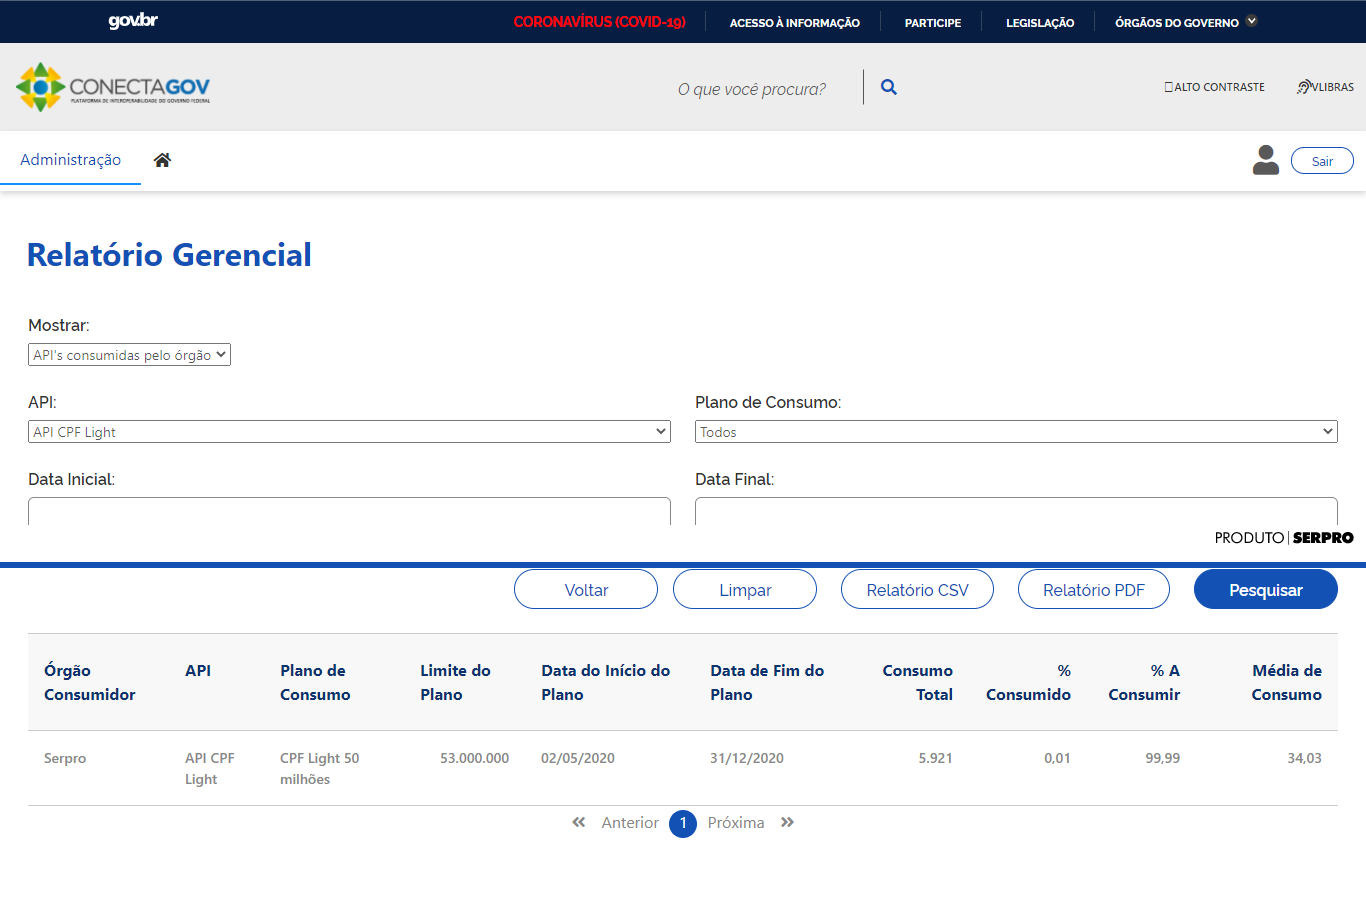 gov.br
CORONAVÍRUS (COVID-19)
ACESSO À INFORMAÇÃO
PARTICIPE
LEGISLAÇÃO
ÓRGÃOS DO GOVERNO
CONECTAGOV
PLATAFORMA DE INTEROPERABILIDADE DO GOVERNO FEDERAL
O que você procura?
ALTO CONTRASTE
VLIBRAS
Administração
Sair
Relatório Gerencial
Mostrar:
API's consumidas pelo órgão
API:
Plano de Consumo:
API CPF Light
Todos
Data Inicial:
Data Final:
PRODUTO | SERPRO
Voltar
Limpar
Relatório CSV
Relatório PDF
Pesquisar
Órgão Consumidor
API
Plano de Consumo
Limite do Plano
Data do Início do Plano
Data de Fim do Plano
Consumo Total
% Consumido
% A Consumir
Média de Consumo
Serpro
API CPF Light
CPF Light 50 milhões
53.000.000
02/05/2020
31/12/2020
5.921
0,01
99,99
34,03
Anterior
1
Próxima